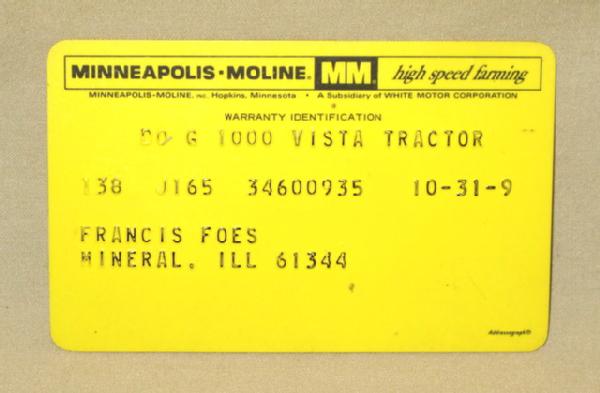 MINNEAPOLIS-MOLINE® MM® high speed farming
MINNEAPOLIS-MOLINE, INC. Hopkins, Minnesota • A Subsidiary of WHITE MOTOR CORPORATION
WARRANTY IDENTIFICATION
G 1000 VISTA TRACTOR
138 0165 34600935 10-31-9
FRANCIS FOES
MINERAL, ILL 61344
Addressograph®